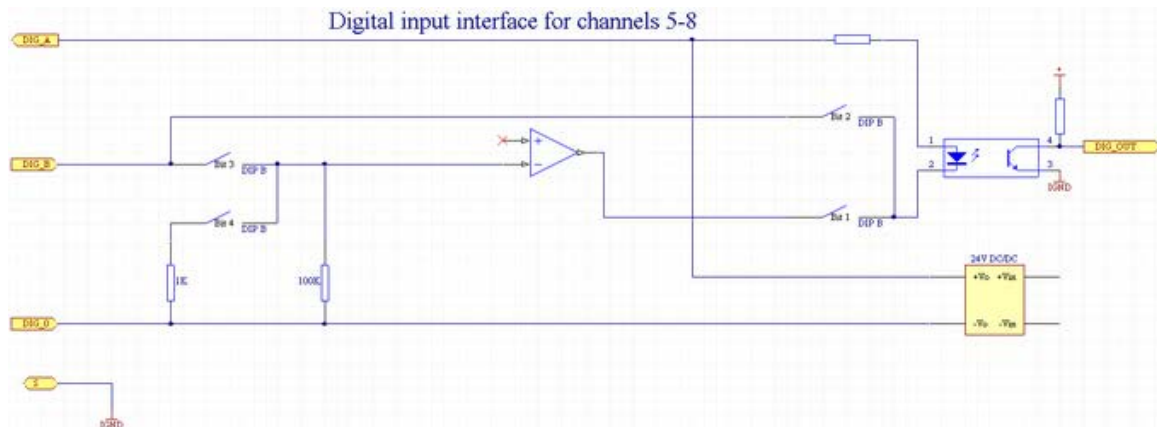 Digital input interface for channels 5-8
DIG_A
+
Bit 2
DIP B
1
4
DIG_B
Bit 3
DIP B
+
-
DIG_OUT
2
3
IGND
Bit 4
DIP B
Bit 1
DIP B
24V DC/DC
1K
100K
+Vo +Vin
DIG_0
-Vo -Vin
S
IGND